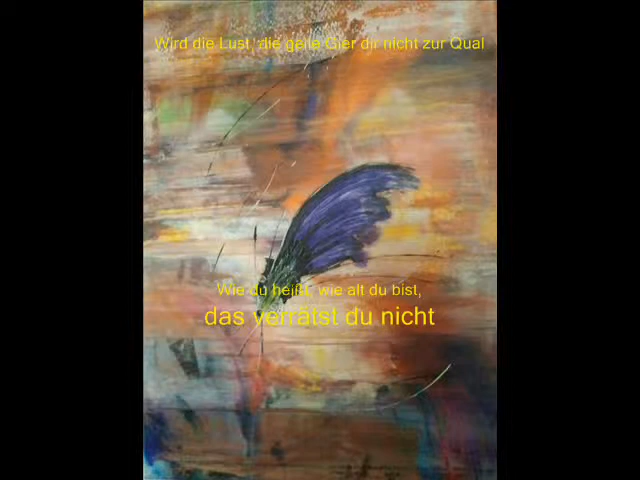 Wird die Lust, die geile Gier dir nicht zur Qual
Wie du heißt, wie alt du bist,
das verrätst du nicht